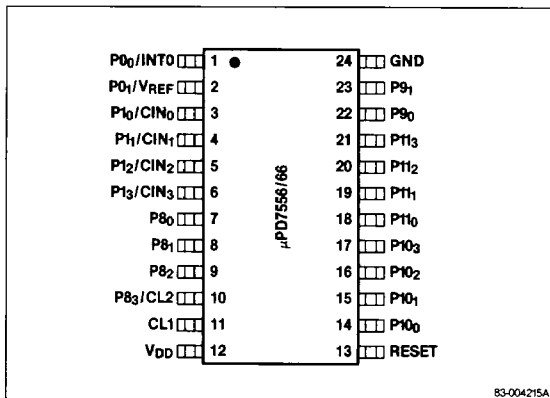 P0₀/INT0 1 24 GND
P0₁/VREF 2 23 P9₁
P1₀/CIN₀ 3 22 P9₀
P1₁/CIN₁ 4 21 P11₃
P1₂/CIN₂ 5 20 P11₂
P1₃/CIN₃ 6 19 P11₁
P8₀ 7 18 P11₀
P8₁ 8 17 P10₃
P8₂ 9 16 P10₂
P8₃/CL2 10 15 P10₁
CL1 11 14 P10₀
VDD 12 13 RESET
μPD7556/66
83-004215A